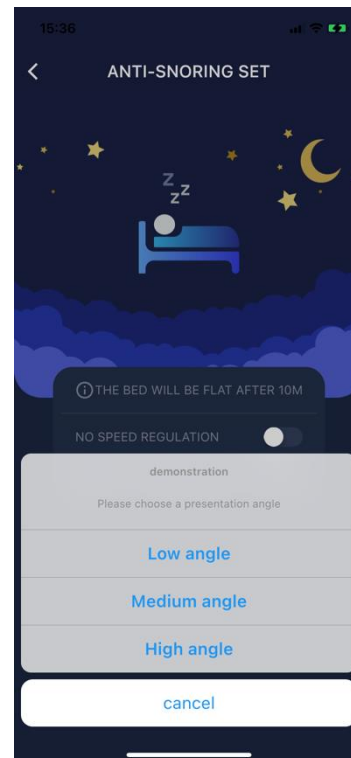 15:36
ANTI-SNORING SET
z
z
z
THE BED WILL BE FLAT AFTER 10M
NO SPEED REGULATION
demonstration
Please choose a presentation angle
Low angle
Medium angle
High angle
cancel